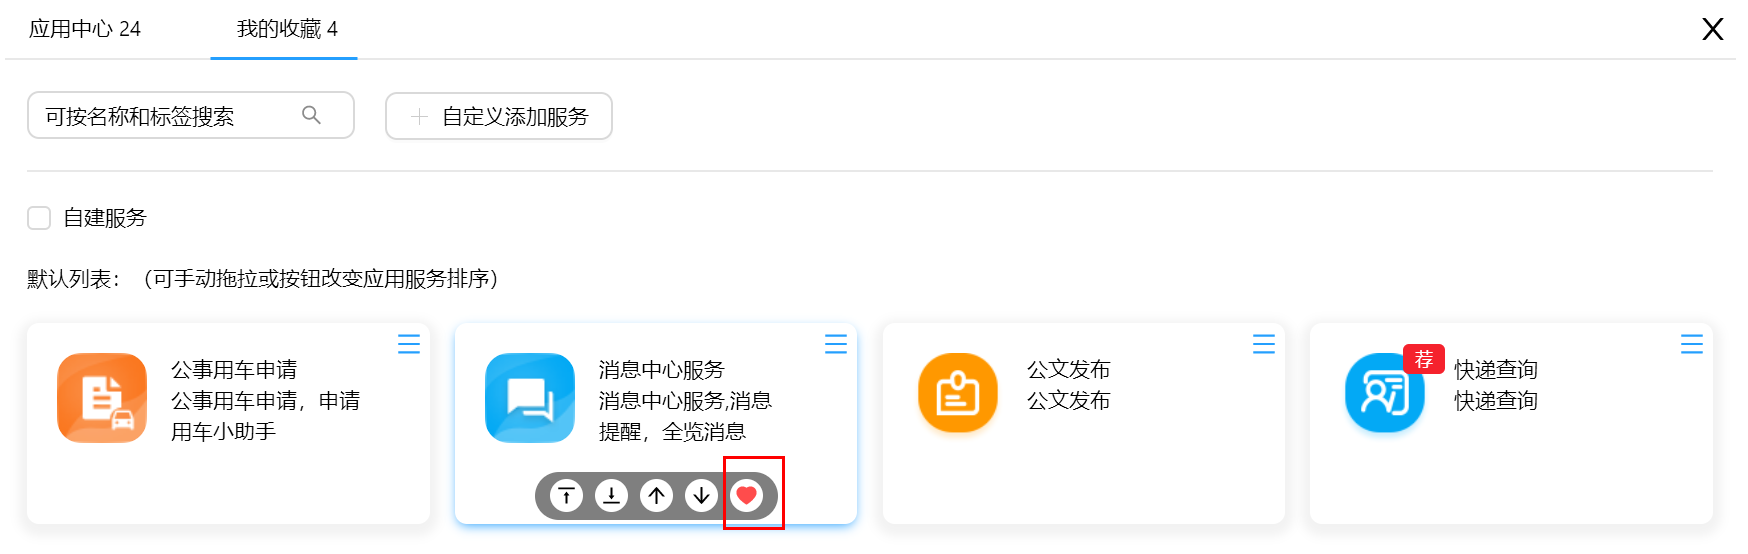 应用中心 24
我的收藏 4
X
可按名称和标签搜索
自定义添加服务
自建服务
默认列表：（可手动拖拉或按钮改变应用服务排序）
公事用车申请
公事用车申请，申请
用车小助手
消息中心服务
消息中心服务,消息
提醒，全览消息
公文发布
公文发布
荐
快递查询
快递查询